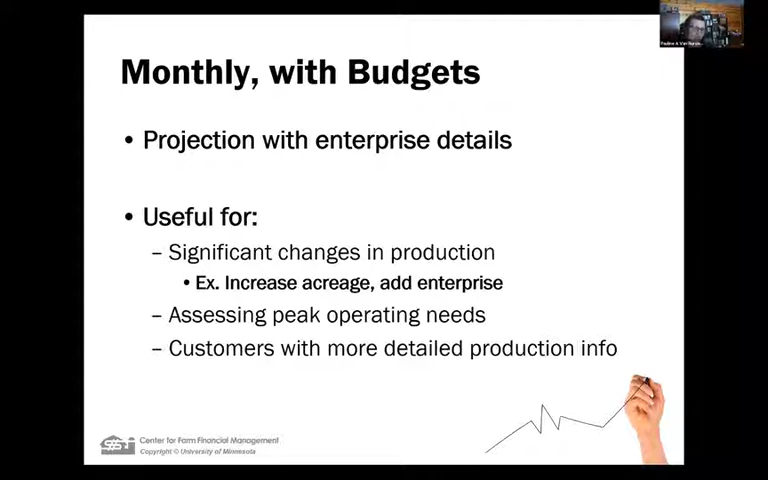 Monthly, with Budgets
• Projection with enterprise details
• Useful for:
– Significant changes in production
• Ex. Increase acreage, add enterprise
– Assessing peak operating needs
– Customers with more detailed production info
Center for Farm Financial Management
Copyright © University of Minnesota